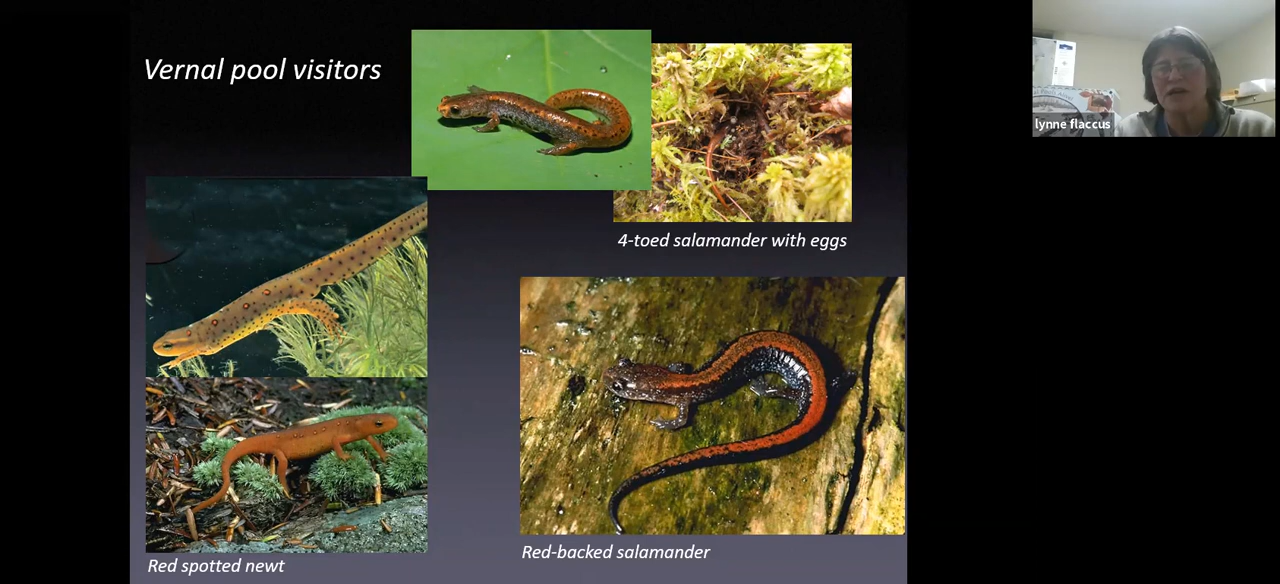 Vernal pool visitors
lynne flaccus
4-toed salamander with eggs
Red-backed salamander
Red spotted newt